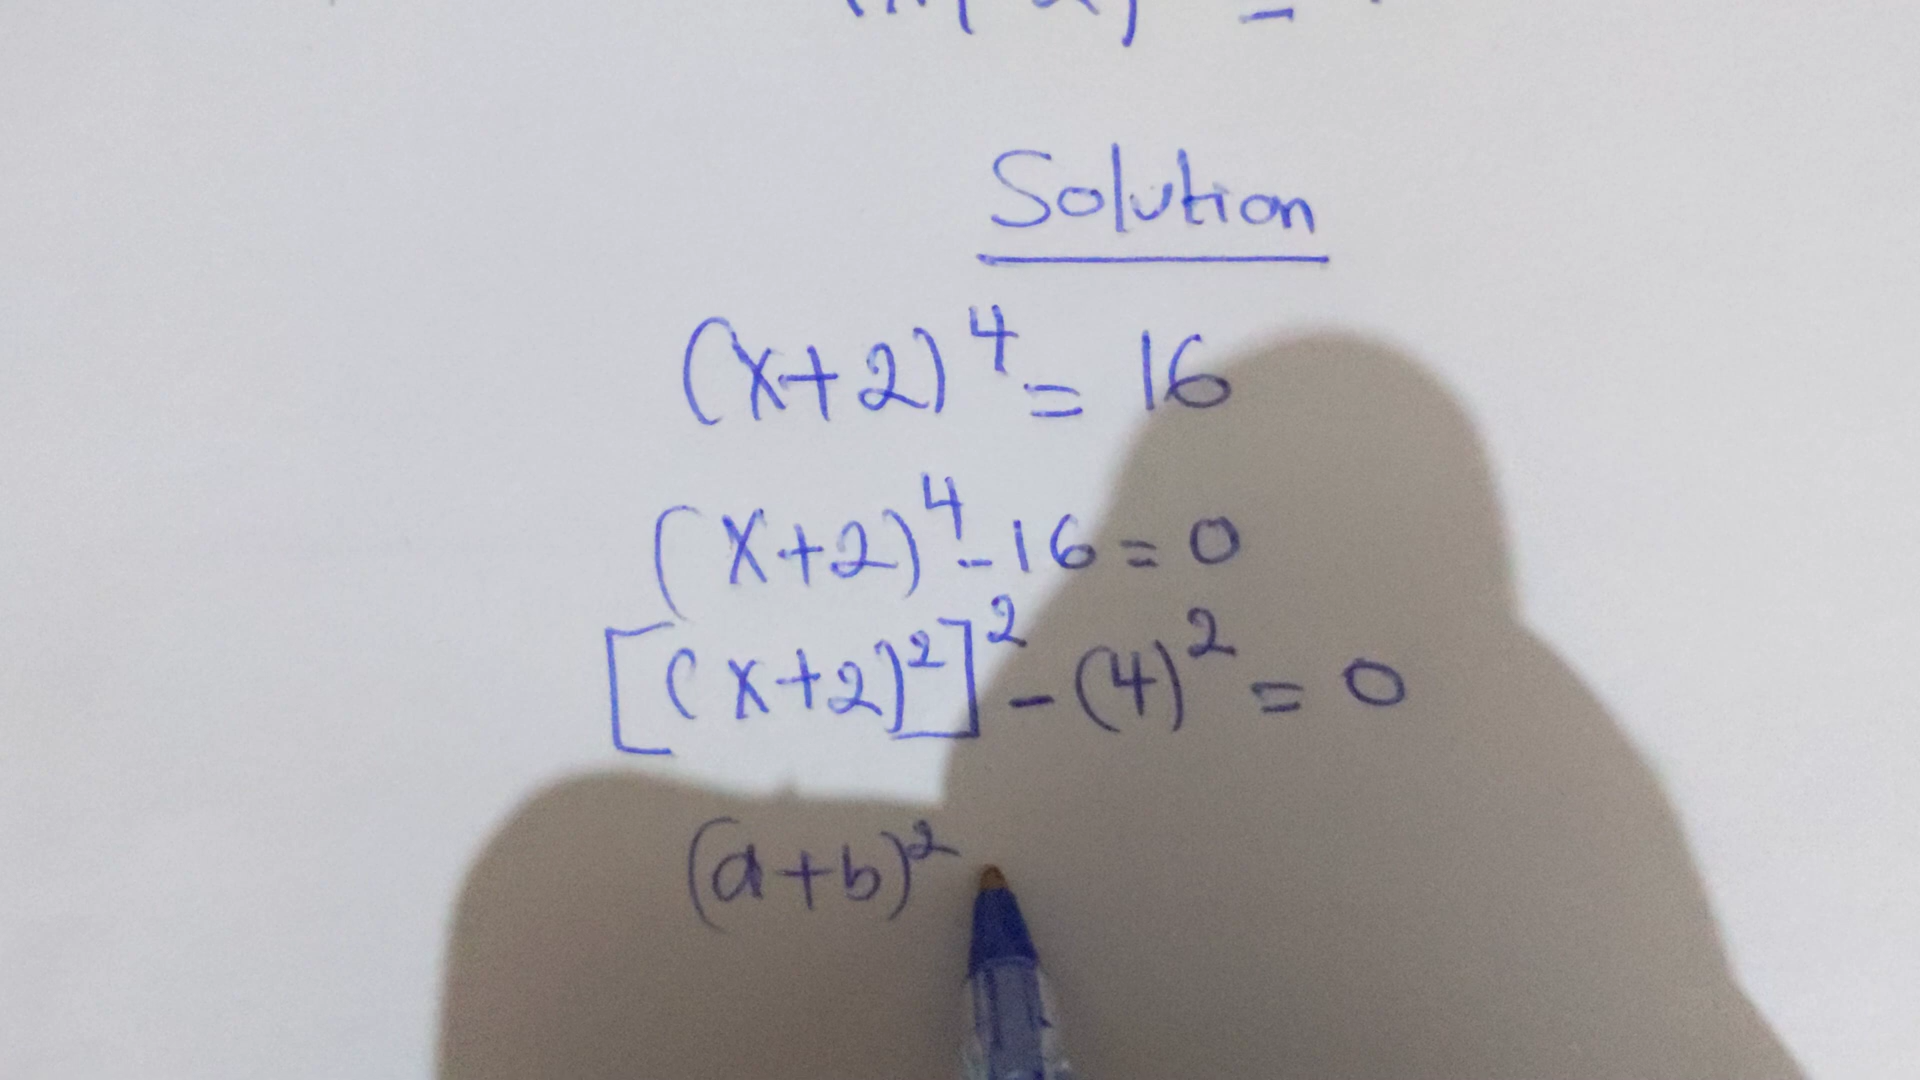 Solution
(x+2)⁴ = 16
(x+2)⁴ - 16 = 0
[(x+2)²]² - (4)² = 0
(a+b)²